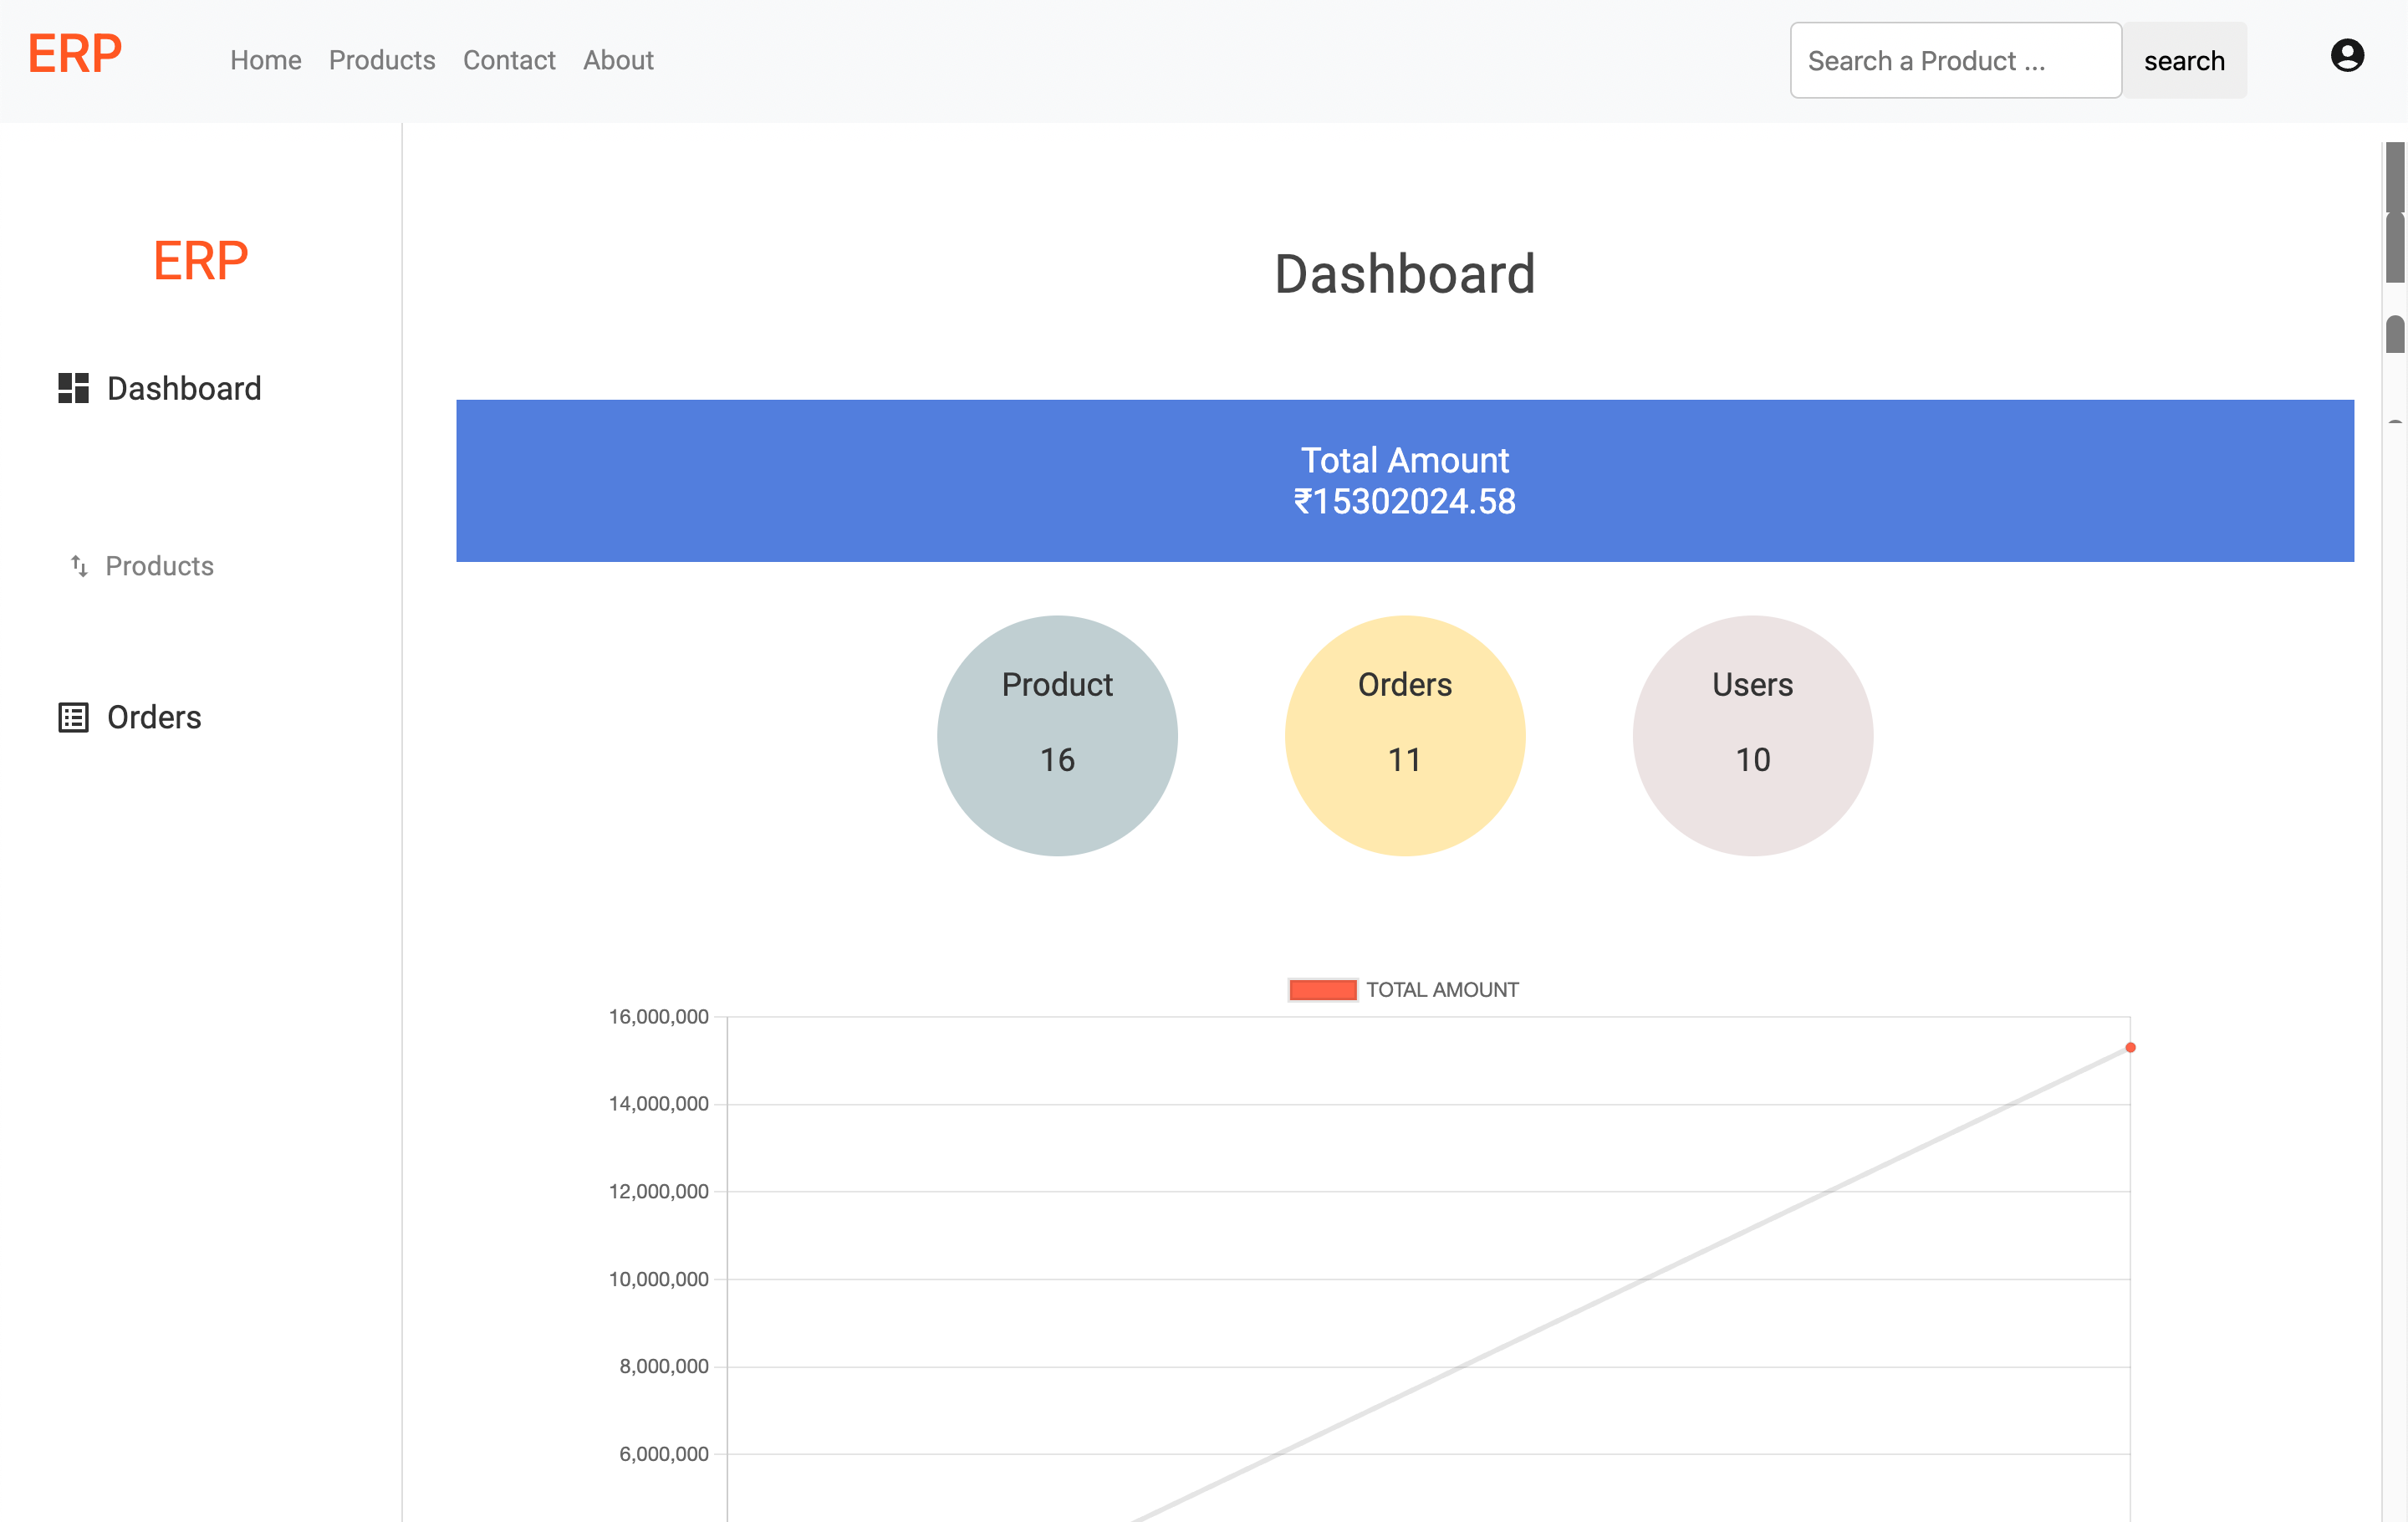 ERP
Home Products Contact About
Search a Product ...
search
ERP
Dashboard
Products
Orders
Dashboard
Total Amount
₹15302024.58
Product
16
Orders
11
Users
10
TOTAL AMOUNT
16,000,000
14,000,000
12,000,000
10,000,000
8,000,000
6,000,000